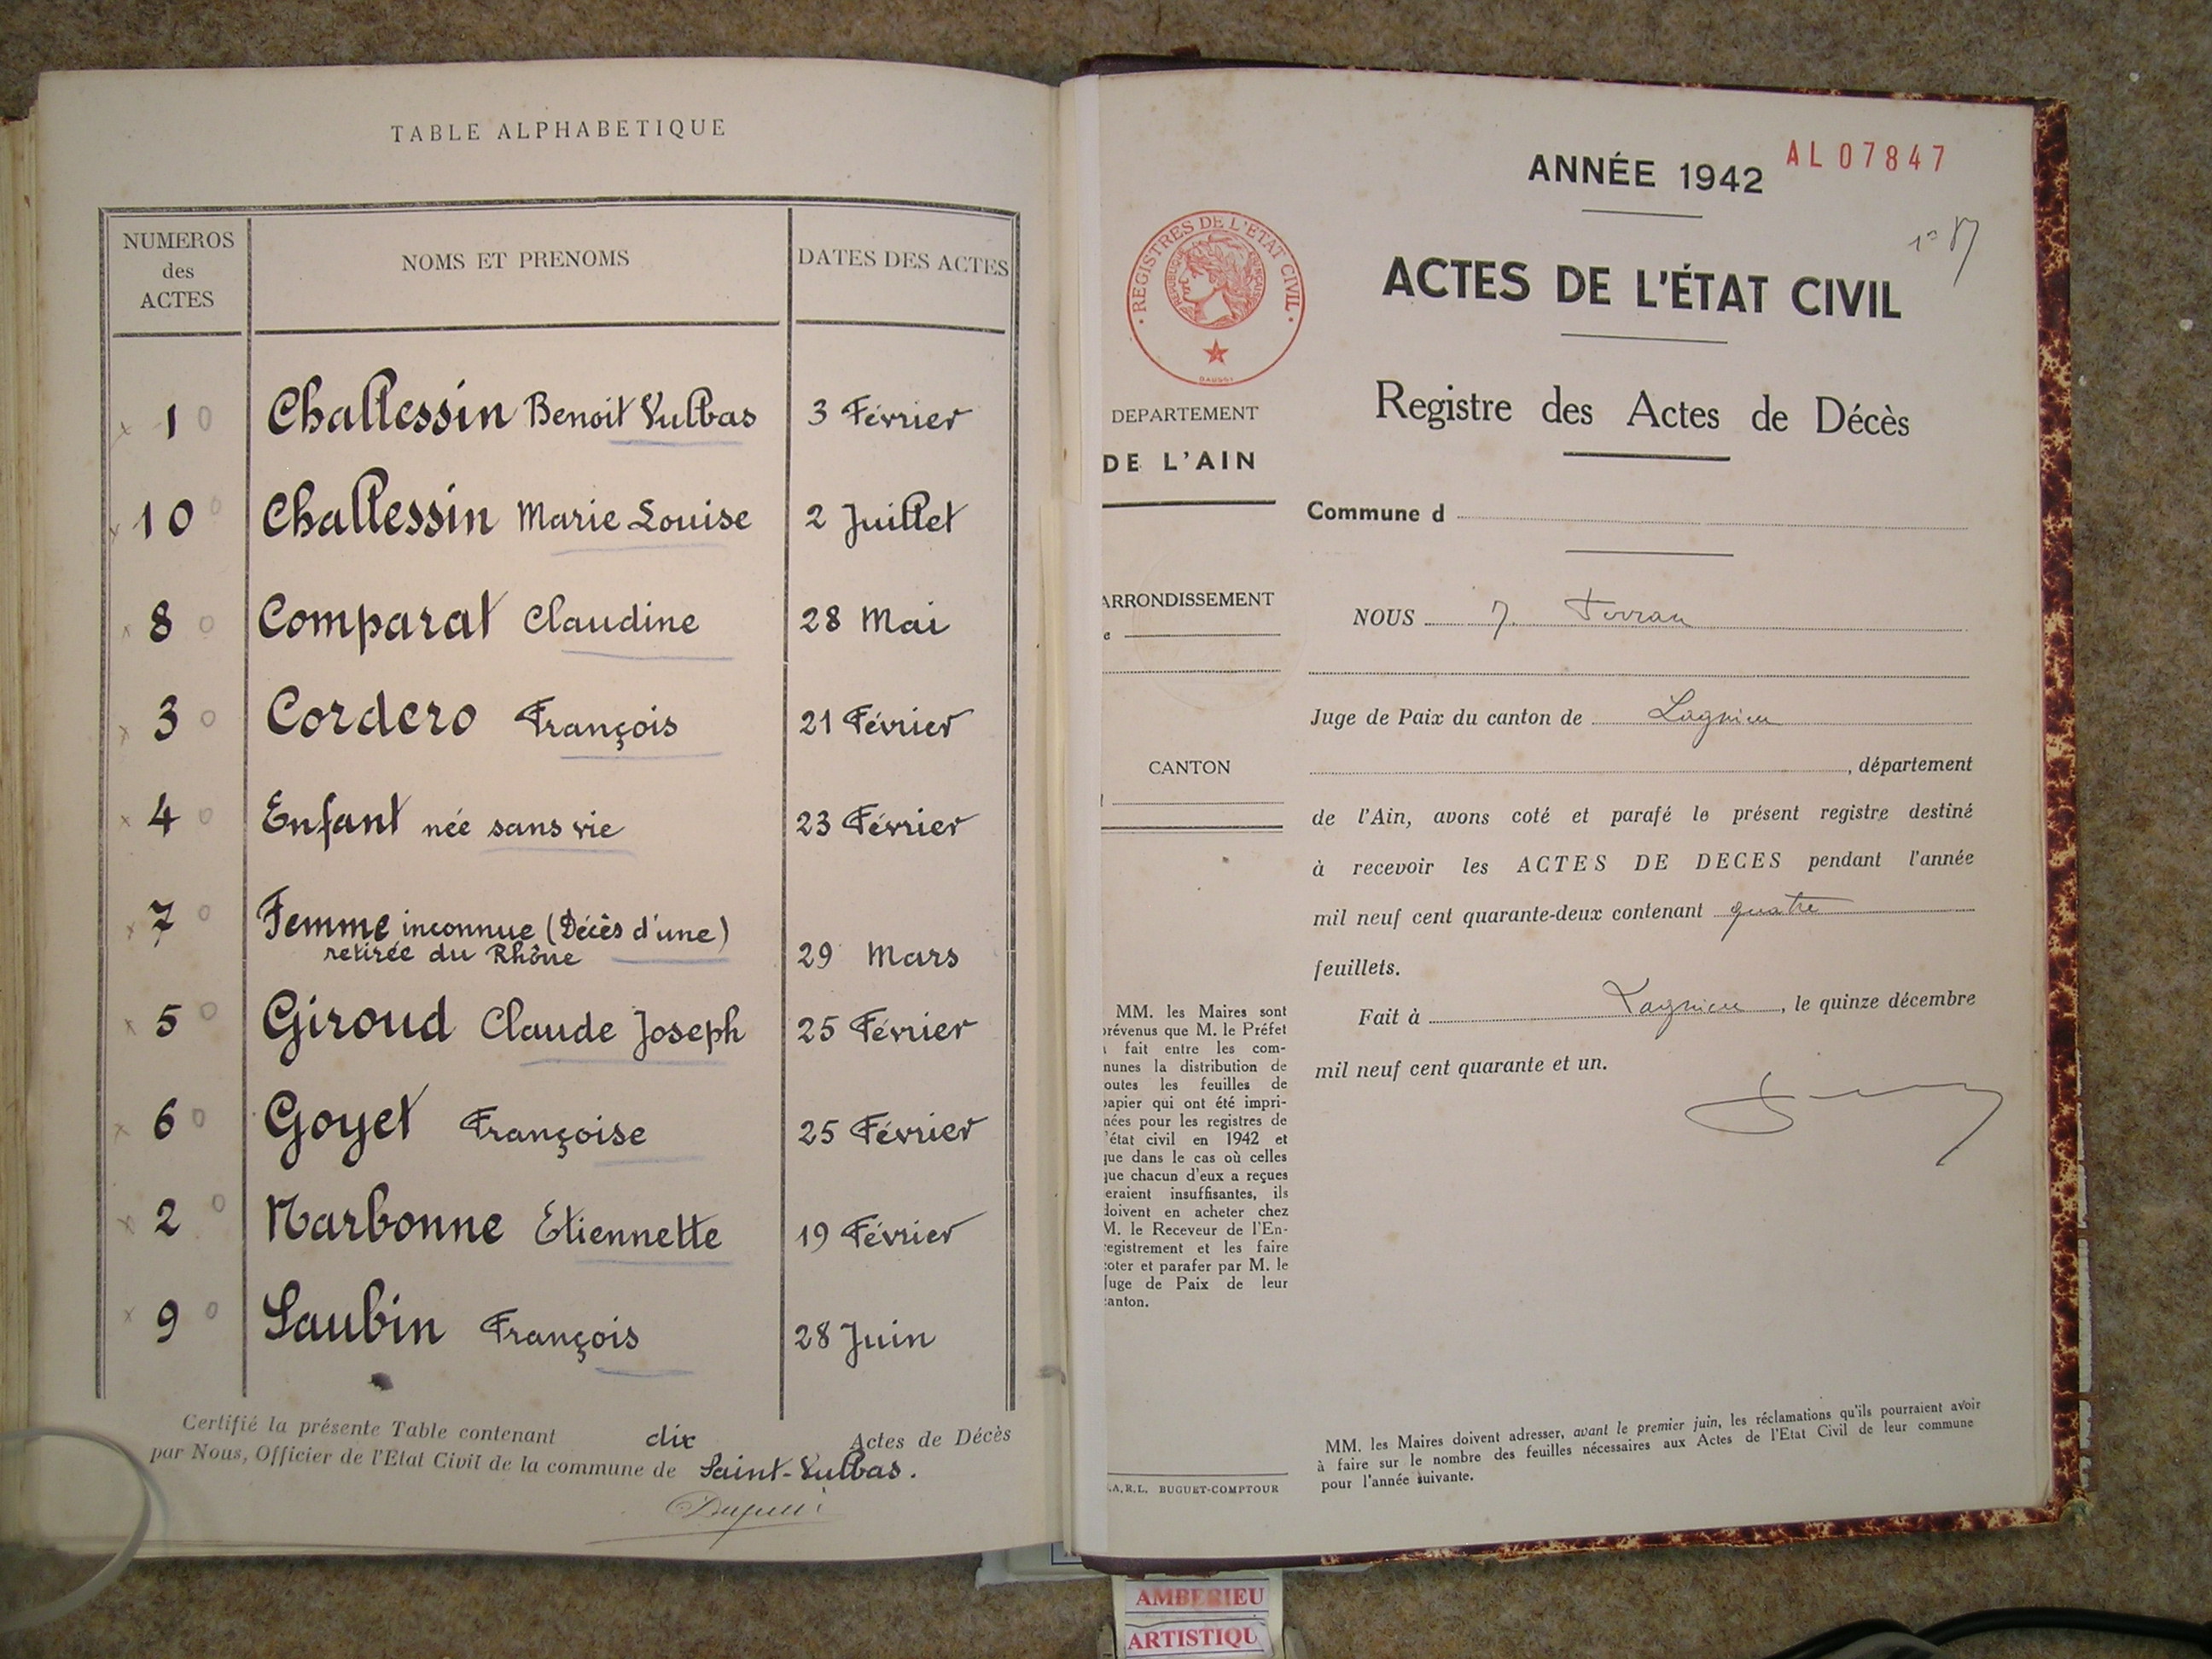 TABLE ALPHABETIQUE
NUMEROS
des
ACTES
NOMS ET PRENOMS
DATES DES ACTES
1 Challessin Benoit Vulbas 3 Février
10 Challessin Marie Louise 2 Juillet
8 Comparat Claudine 28 Mai
3 Cordero François 21 Février
4 Enfant née sans vie 23 Février
7 Femme inconnue (Décès d'une)
retirée du Rhône 29 Mars
5 Giroud Claude Joseph 25 Février
6 Goyet Françoise 25 Février
2 Narbonne Etiennette 19 Février
9 Saubin François 28 Juin
Certifié la présente Table contenant dix Actes de Décès
par Nous, Officier de l'Etat Civil de la commune de Saint-Vulbas.
ANNÉE 1942
AL07847
ACTES DE L'ÉTAT CIVIL
REGISTRES DE L'ETAT CIVIL
REPUBLIQUE FRANÇAISE
Registre des Actes de Décès
DEPARTEMENT
DE L'AIN
Commune d
ARRONDISSEMENT
e
CANTON
NOUS J.
Juge de Paix du canton de Lagnieu
, département
de l'Ain, avons coté et parafé le présent registre destiné
à recevoir les ACTES DE DECES pendant l'année
mil neuf cent quarante-deux contenant quatre
feuillets.
Fait à Lagnieu, le quinze décembre
mil neuf cent quarante et un.
MM. les Maires sont
révenus que M. le Préfet
fait entre les com-
munes la distribution de
outes les feuilles de
papier qui ont été impri-
mées pour les registres de
l'état civil en 1942 et
que dans le cas où celles
que chacun d'eux a reçues
eraient insuffisantes, ils
doivent en acheter chez
M. le Receveur de l'En-
registrement et les faire
coter et parafer par M. le
Juge de Paix de leur
canton.
MM. les Maires doivent adresser, avant le premier juin, les réclamations qu'ils pourraient avoir
à faire sur le nombre des feuilles nécessaires aux Actes de l'Etat Civil de leur commune
pour l'année suivante.
.A.R.L. BUGUET-COMPTOUR
AMBERIEU
ARTISTIQU